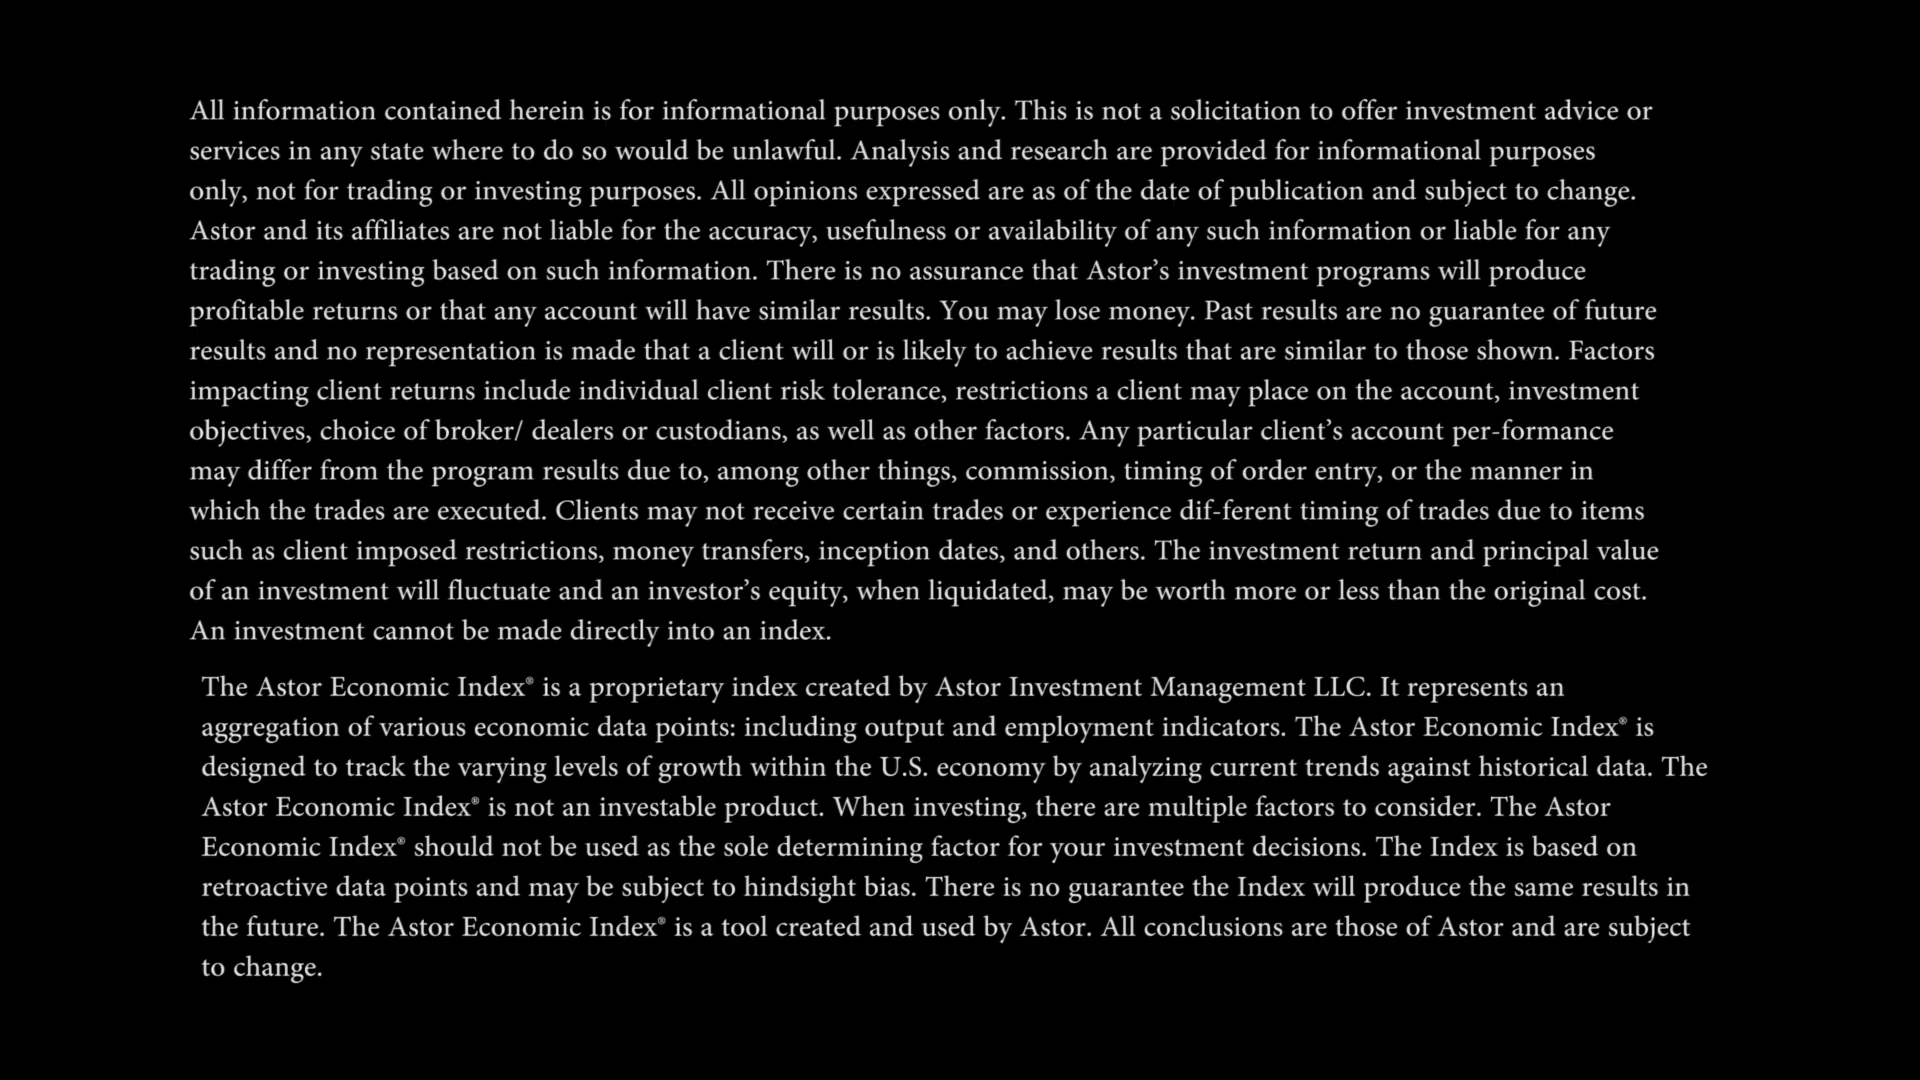 All information contained herein is for informational purposes only. This is not a solicitation to offer investment advice or
services in any state where to do so would be unlawful. Analysis and research are provided for informational purposes
only, not for trading or investing purposes. All opinions expressed are as of the date of publication and subject to change.
Astor and its affiliates are not liable for the accuracy, usefulness or availability of any such information or liable for any
trading or investing based on such information. There is no assurance that Astor’s investment programs will produce
profitable returns or that any account will have similar results. You may lose money. Past results are no guarantee of future
results and no representation is made that a client will or is likely to achieve results that are similar to those shown. Factors
impacting client returns include individual client risk tolerance, restrictions a client may place on the account, investment
objectives, choice of broker/ dealers or custodians, as well as other factors. Any particular client’s account per-formance
may differ from the program results due to, among other things, commission, timing of order entry, or the manner in
which the trades are executed. Clients may not receive certain trades or experience dif-ferent timing of trades due to items
such as client imposed restrictions, money transfers, inception dates, and others. The investment return and principal value
of an investment will fluctuate and an investor’s equity, when liquidated, may be worth more or less than the original cost.
An investment cannot be made directly into an index.
The Astor Economic Index® is a proprietary index created by Astor Investment Management LLC. It represents an
aggregation of various economic data points: including output and employment indicators. The Astor Economic Index® is
designed to track the varying levels of growth within the U.S. economy by analyzing current trends against historical data. The
Astor Economic Index® is not an investable product. When investing, there are multiple factors to consider. The Astor
Economic Index® should not be used as the sole determining factor for your investment decisions. The Index is based on
retroactive data points and may be subject to hindsight bias. There is no guarantee the Index will produce the same results in
the future. The Astor Economic Index® is a tool created and used by Astor. All conclusions are those of Astor and are subject
to change.